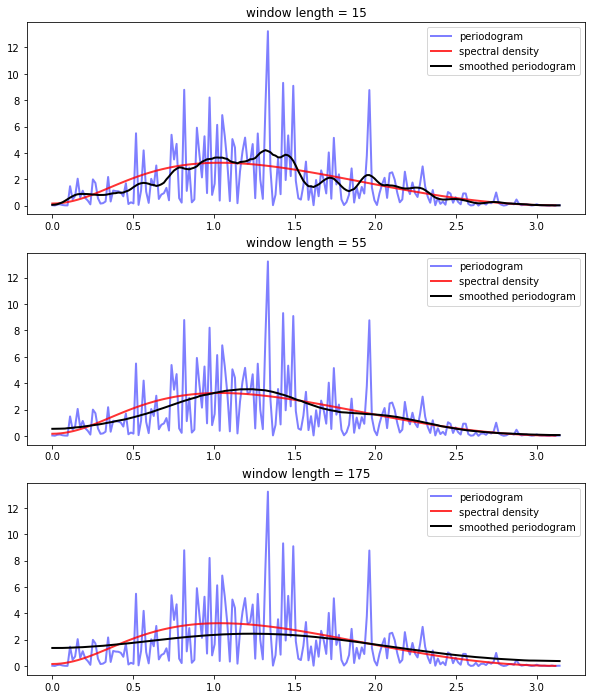 window length = 15
12
10
8
6
4
2
0
periodogram
spectral density
smoothed periodogram
0.0 0.5 1.0 1.5 2.0 2.5 3.0
window length = 55
12
10
8
6
4
2
0
periodogram
spectral density
smoothed periodogram
0.0 0.5 1.0 1.5 2.0 2.5 3.0
window length = 175
12
10
8
6
4
2
0
periodogram
spectral density
smoothed periodogram
0.0 0.5 1.0 1.5 2.0 2.5 3.0